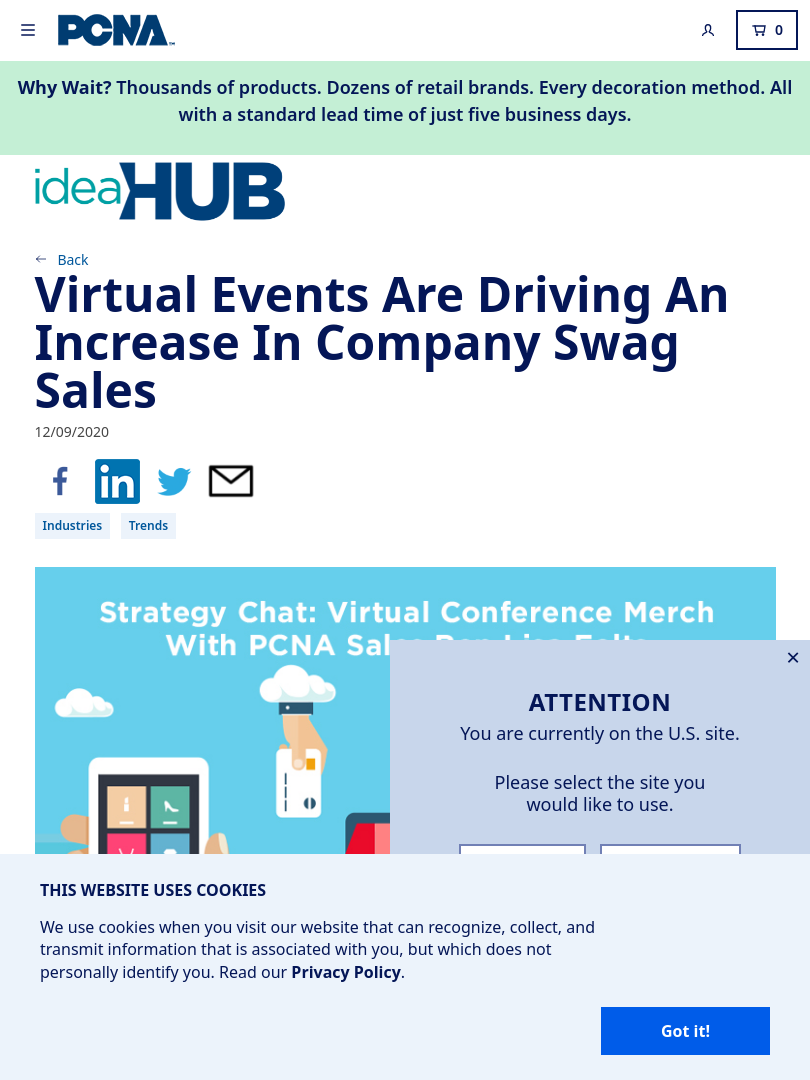 PCNA
0
Why Wait? Thousands of products. Dozens of retail brands. Every decoration method. All
with a standard lead time of just five business days.
ideaHUB
Back
Virtual Events Are Driving An
Increase In Company Swag
Sales
12/09/2020
Industries
Trends
Strategy Chat: Virtual Conference Merch
With PCNA
ATTENTION
You are currently on the U.S. site.
Please select the site you
would like to use.
THIS WEBSITE USES COOKIES
We use cookies when you visit our website that can recognize, collect, and
transmit information that is associated with you, but which does not
personally identify you. Read our Privacy Policy.
Got it!